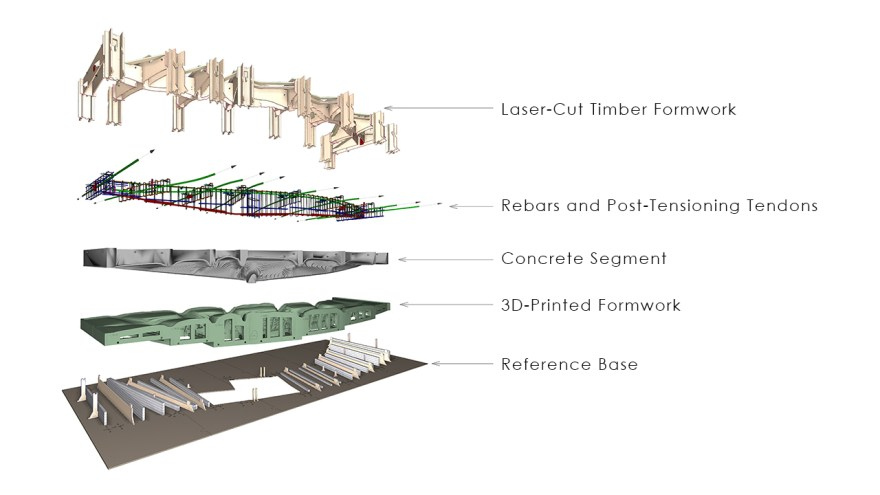 Laser-Cut Timber Formwork
Rebars and Post-Tensioning Tendons
Concrete Segment
3D-Printed Formwork
Reference Base